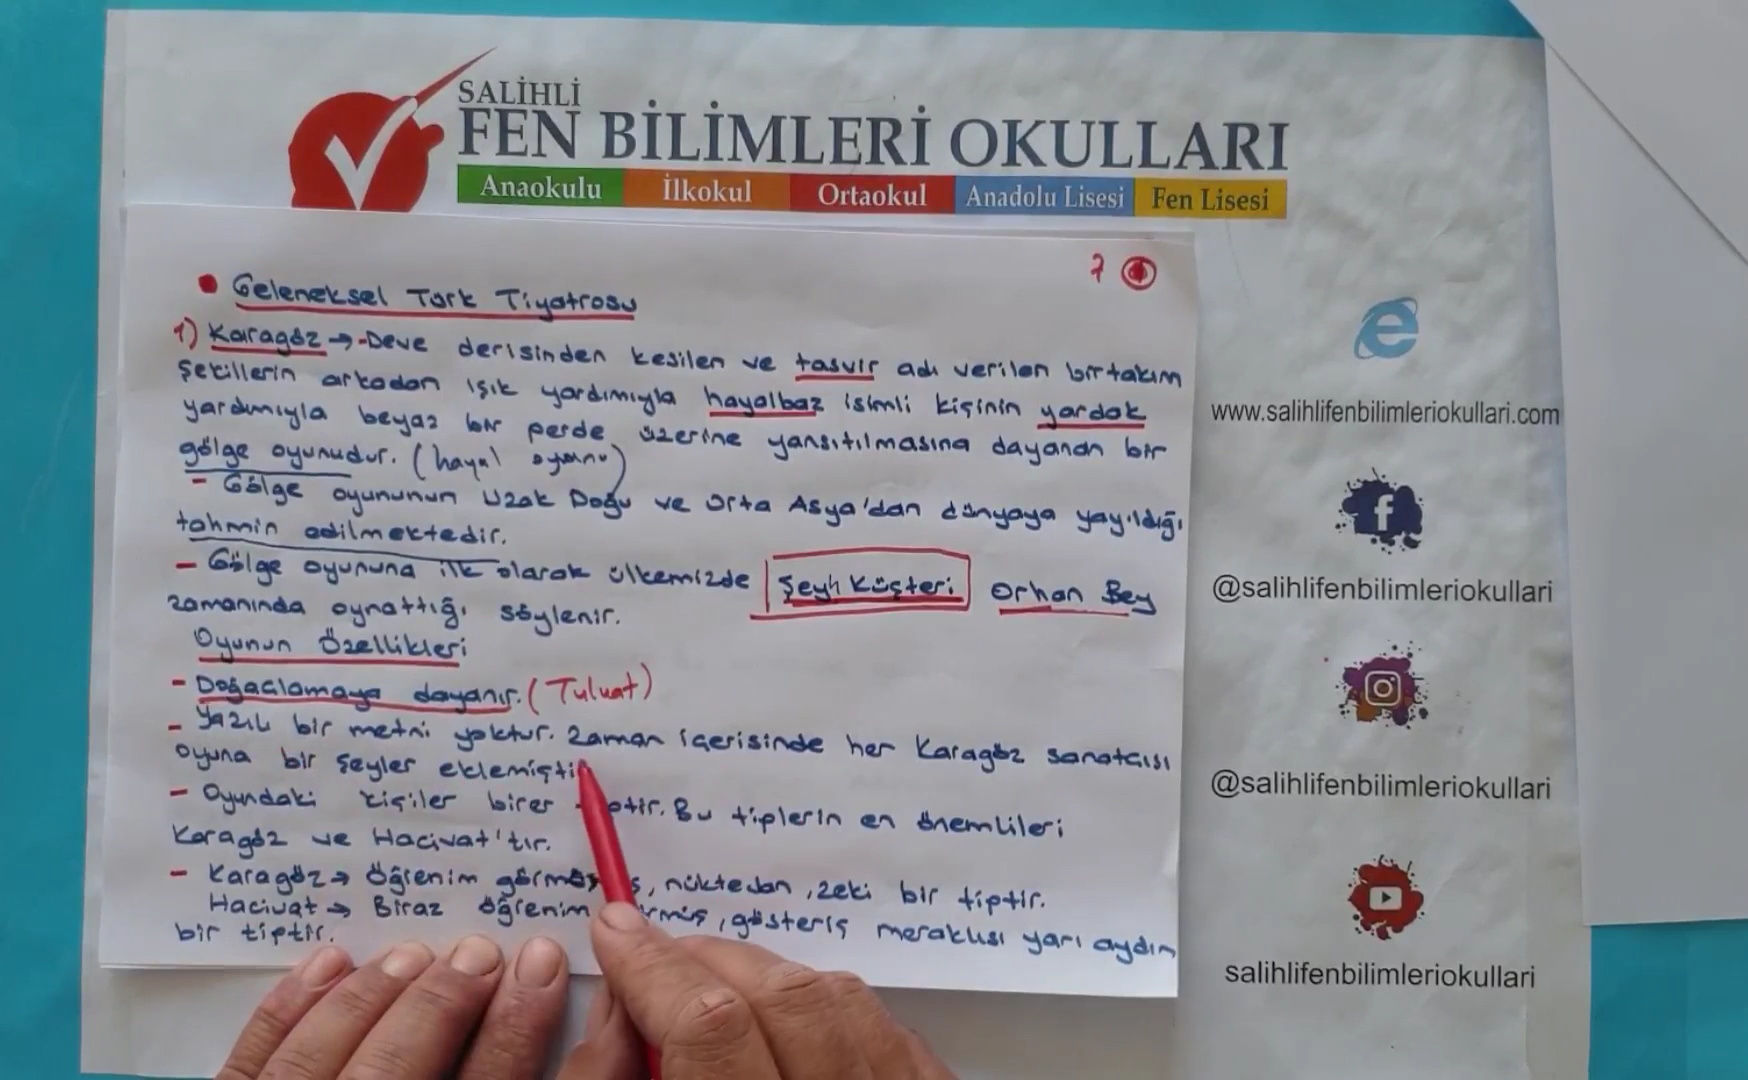 SALİHLİ
FEN BİLİMLERİ OKULLARI
Anaokulu İlkokul Ortaokul Anadolu Lisesi Fen Lisesi
7
Geleneksel Türk Tiyatrosu
1) Karagöz → -Deve derisinden kesilen ve tasvir adı verilen birtakım
şekillerin arkadan ışık yardımıyla hayalbaz isimli kişinin yardak
yardımıyla beyaz bir perde üzerine yansıtılmasına dayanan bir
gölge oyunudur. (hayal oyunu)
- Gölge oyununun Uzak Doğu ve Orta Asya'dan dünyaya yayıldığı
tahmin edilmektedir.
- Gölge oyununa ilk olarak ülkemizde Şeyh Küşteri Orhan Bey
zamanında oynattığı söylenir.
Oyunun Özellikleri
- Doğaçlamaya dayanır. (Tuluat)
- Yazılı bir metni yoktur. Zaman içerisinde her Karagöz sanatçısı
oyuna bir şeyler eklemiştir
- Oyundaki kişiler birer Bu tiplerin en önemlileri
Karagöz ve Hacivat'tır.
- Karagöz → Öğrenim nüktedan, zeki bir tiptir.
Hacivat → Biraz öğrenim , gösteriş meraklısı yarı aydın
bir tiptir.
www.salihlifenbilimleriokullari.com
@salihlifenbilimleriokullari
@salihlifenbilimleriokullari
salihlifenbilimleriokullari